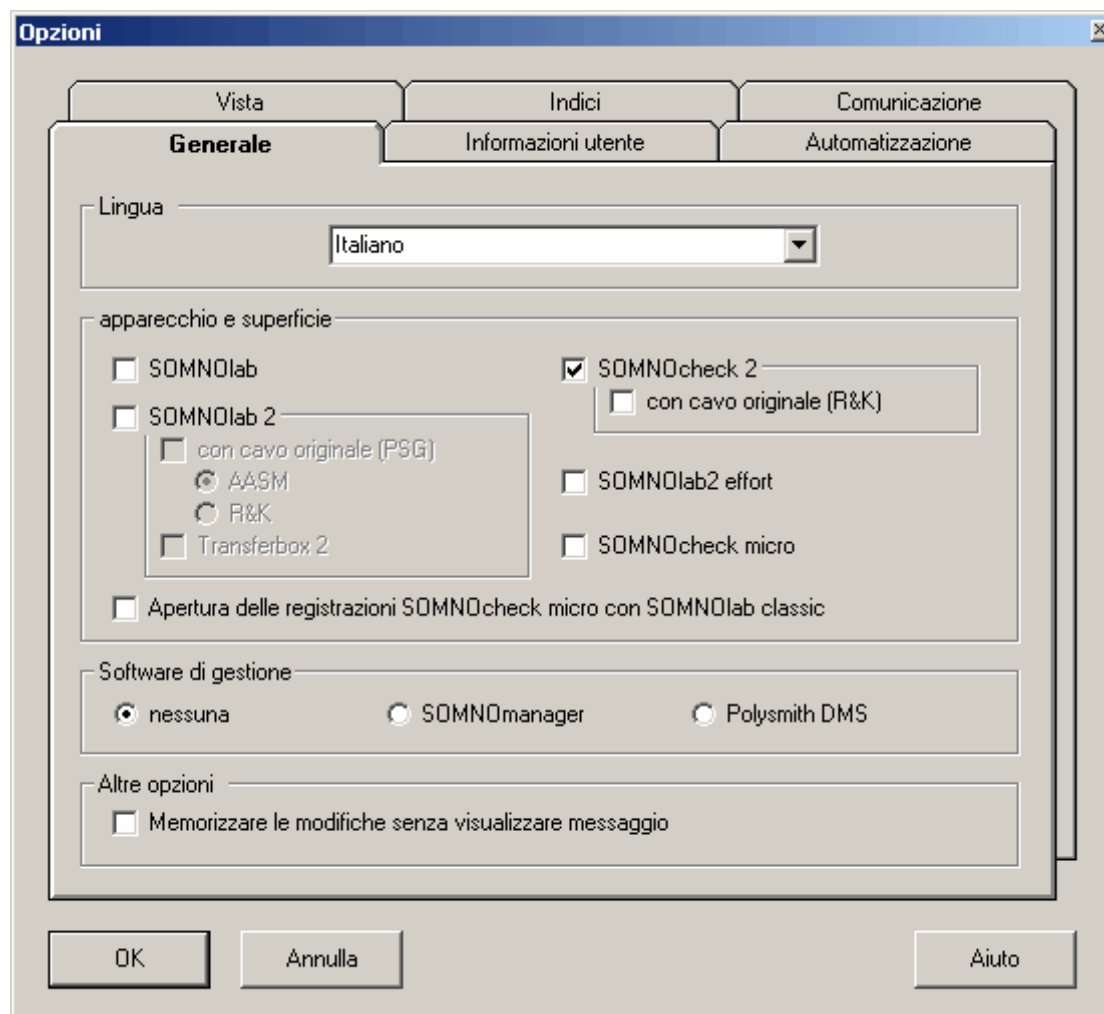 Opzioni
Vista
Indici
Comunicazione
Generale
Informazioni utente
Automatizzazione
Lingua
Italiano
apparecchio e superficie
SOMNOlab
SOMNOlab 2
con cavo originale (PSG)
AASM
R&K
Transferbox 2
SOMNOcheck 2
con cavo originale (R&K)
SOMNOlab2 effort
SOMNOcheck micro
Apertura delle registrazioni SOMNOcheck micro con SOMNOlab classic
Software di gestione
nessuna
SOMNOmanager
Polysmith DMS
Altre opzioni
Memorizzare le modifiche senza visualizzare messaggio
OK
Annulla
Aiuto